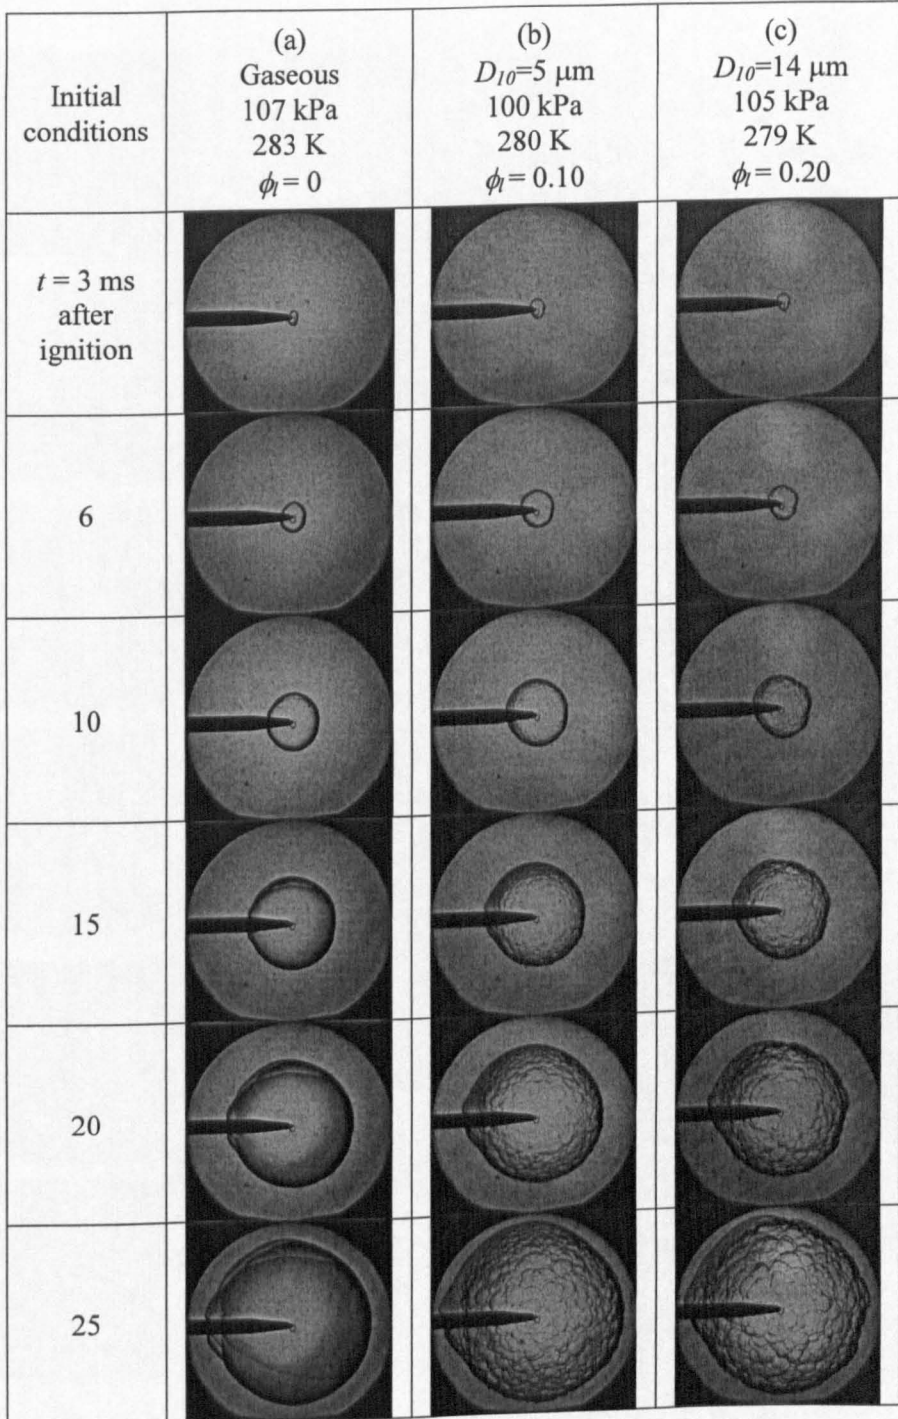 Initial
conditions
(a)
Gaseous
107 kPa
283 K
ϕₗ = 0
(b)
D₁₀=5 µm
100 kPa
280 K
ϕₗ = 0.10
(c)
D₁₀=14 µm
105 kPa
279 K
ϕₗ = 0.20
t = 3 ms
after
ignition
6
10
15
20
25